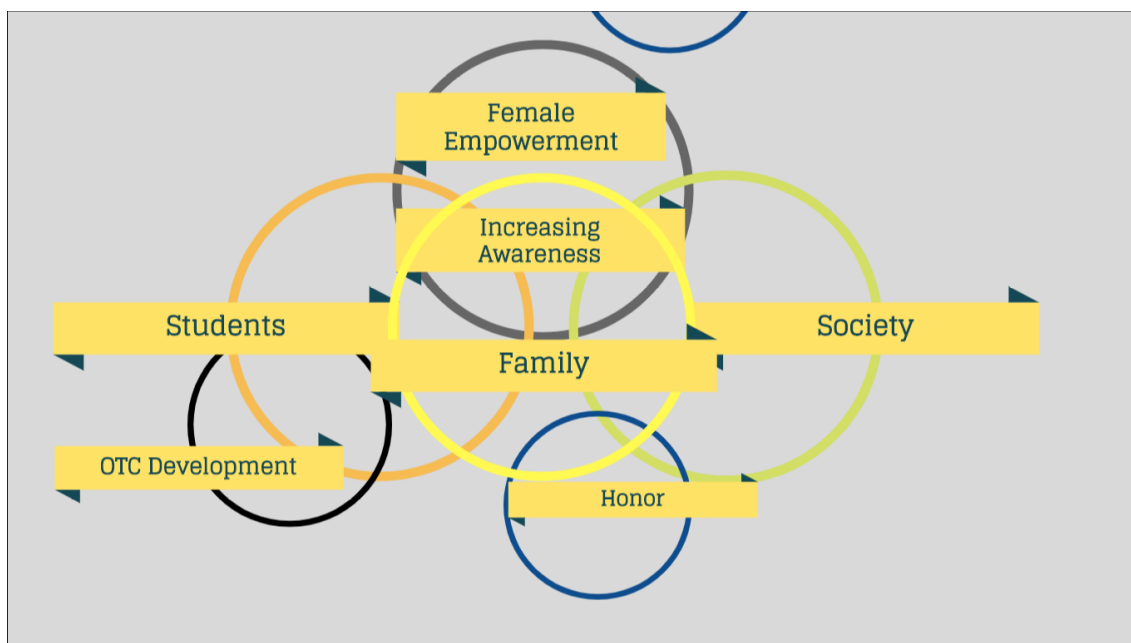 Female
Empowerment
Increasing
Awareness
Students
Society
Family
OTC Development
Honor